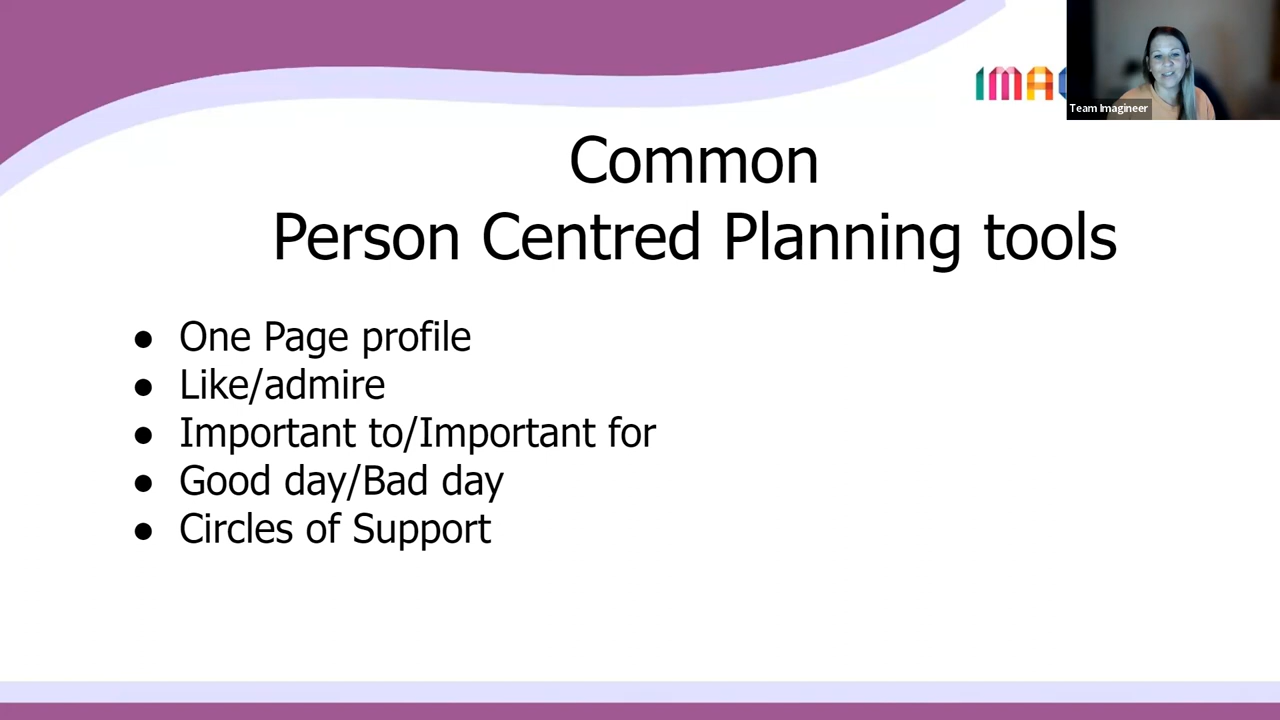 IMAG
Team Imagineer
Common
Person Centred Planning tools
● One Page profile
● Like/admire
● Important to/Important for
● Good day/Bad day
● Circles of Support